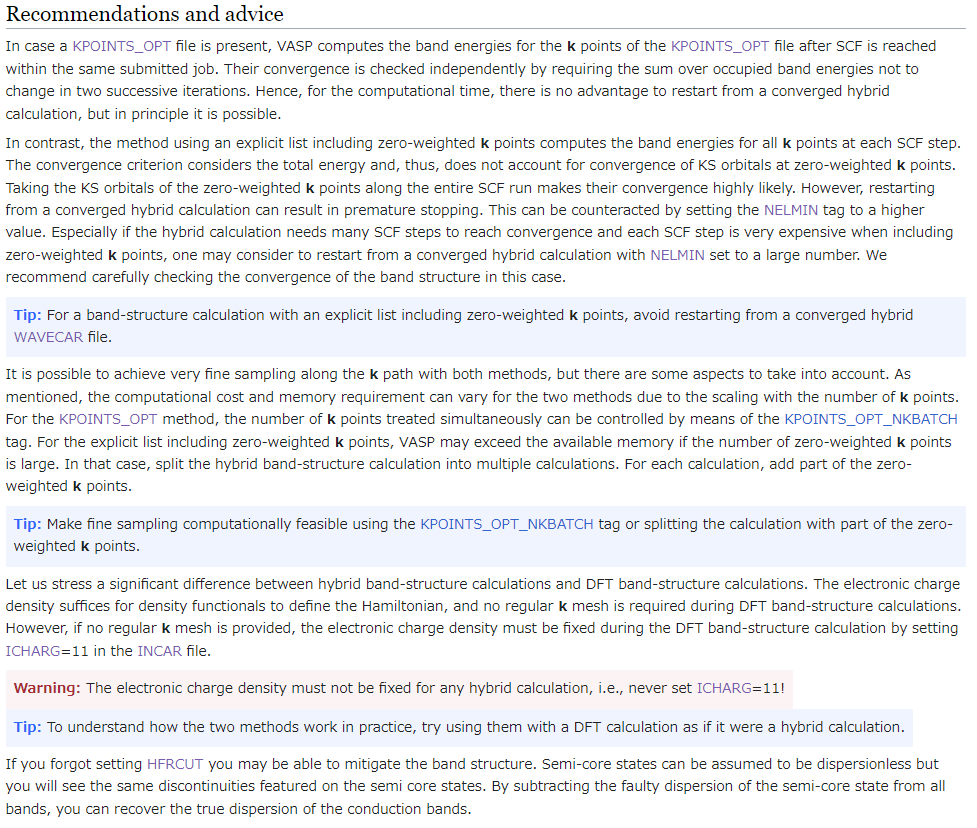 Recommendations and advice
In case a KPOINTS_OPT file is present, VASP computes the band energies for the k points of the KPOINTS_OPT file after SCF is reached
within the same submitted job. Their convergence is checked independently by requiring the sum over occupied band energies not to
change in two successive iterations. Hence, for the computational time, there is no advantage to restart from a converged hybrid
calculation, but in principle it is possible.
In contrast, the method using an explicit list including zero-weighted k points computes the band energies for all k points at each SCF step.
The convergence criterion considers the total energy and, thus, does not account for convergence of KS orbitals at zero-weighted k points.
Taking the KS orbitals of the zero-weighted k points along the entire SCF run makes their convergence highly likely. However, restarting
from a converged hybrid calculation can result in premature stopping. This can be counteracted by setting the NELMIN tag to a higher
value. Especially if the hybrid calculation needs many SCF steps to reach convergence and each SCF step is very expensive when including
zero-weighted k points, one may consider to restart from a converged hybrid calculation with NELMIN set to a large number. We
recommend carefully checking the convergence of the band structure in this case.
Tip: For a band-structure calculation with an explicit list including zero-weighted k points, avoid restarting from a converged hybrid
WAVECAR file.
It is possible to achieve very fine sampling along the k path with both methods, but there are some aspects to take into account. As
mentioned, the computational cost and memory requirement can vary for the two methods due to the scaling with the number of k points.
For the KPOINTS_OPT method, the number of k points treated simultaneously can be controlled by means of the KPOINTS_OPT_NKBATCH
tag. For the explicit list including zero-weighted k points, VASP may exceed the available memory if the number of zero-weighted k points
is large. In that case, split the hybrid band-structure calculation into multiple calculations. For each calculation, add part of the zero-
weighted k points.
Tip: Make fine sampling computationally feasible using the KPOINTS_OPT_NKBATCH tag or splitting the calculation with part of the zero-
weighted k points.
Let us stress a significant difference between hybrid band-structure calculations and DFT band-structure calculations. The electronic charge
density suffices for density functionals to define the Hamiltonian, and no regular k mesh is required during DFT band-structure calculations.
However, if no regular k mesh is provided, the electronic charge density must be fixed during the DFT band-structure calculation by setting
ICHARG=11 in the INCAR file.
Warning: The electronic charge density must not be fixed for any hybrid calculation, i.e., never set ICHARG=11!
Tip: To understand how the two methods work in practice, try using them with a DFT calculation as if it were a hybrid calculation.
If you forgot setting HFRCUT you may be able to mitigate the band structure. Semi-core states can be assumed to be dispersionless but
you will see the same discontinuities featured on the semi core states. By subtracting the faulty dispersion of the semi-core state from all
bands, you can recover the true dispersion of the conduction bands.